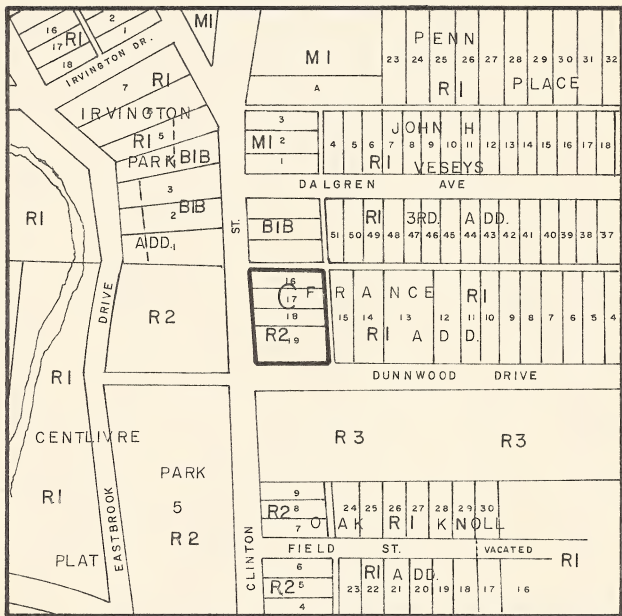 16
17
18
RI
IRVINGTON DR.
2
1
MI
MI
A
PENN
23 24 25 26 27 28 29 30 31 32
RI PLACE
7 RI
IRVINGTON
RI 5
PARK BIB
3
2 BIB
ADD. 1
3
MI 2
1
JOHN H
4 5 6 7 8 9 10 11 12 13 14 15 16 17 18
RI VESEYS
DALGREN AVE
ST.
BIB
RI 3RD. ADD.
51 50 49 48 47 46 45 44 43 42 41 40 39 38 37
RI
DRIVE
R2
16
C 17
18
R2 19
FRANCE RI
15 14 13 12 11 10 9 8 7 6 5 4
RI ADD.
DUNNWOOD DRIVE
RI
CENTLIVRE
PARK
5
R2
RI
PLAT
EASTBROOK
CLINTON
R3 R3
9
R2 8
7
24 25 26 27 28 29 30
OAK RI KNOLL
FIELD ST. VACATED
RI
6
R2 5
4
RI ADD.
23 22 21 20 19 18 17 16